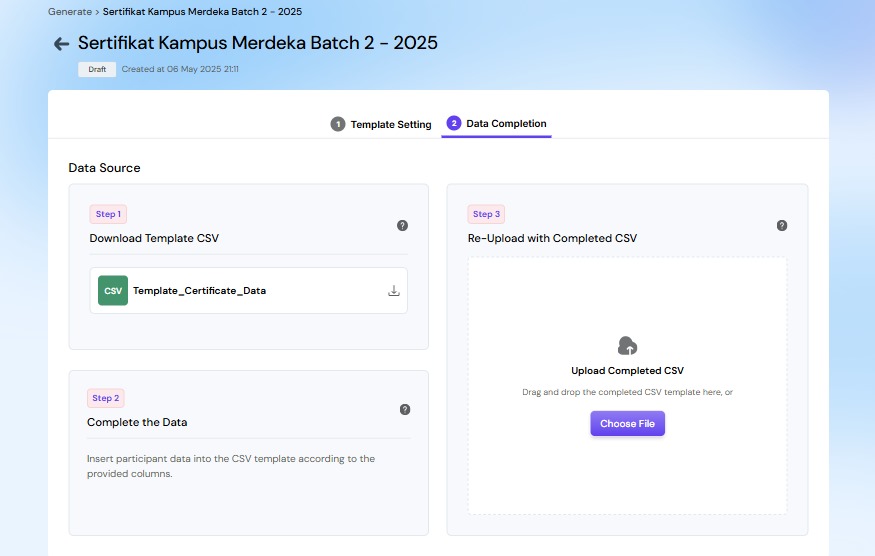 Generate > Sertifikat Kampus Merdeka Batch 2 - 2025
Sertifikat Kampus Merdeka Batch 2 - 2025
Draft Created at 06 May 2025 21:11
1 Template Setting 2 Data Completion
Data Source
Step 1
?
Download Template CSV
CSV Template_Certificate_Data
Step 2
?
Complete the Data
Insert participant data into the CSV template according to the
provided columns.
Step 3
?
Re-Upload with Completed CSV
Upload Completed CSV
Drag and drop the completed CSV template here, or
Choose File